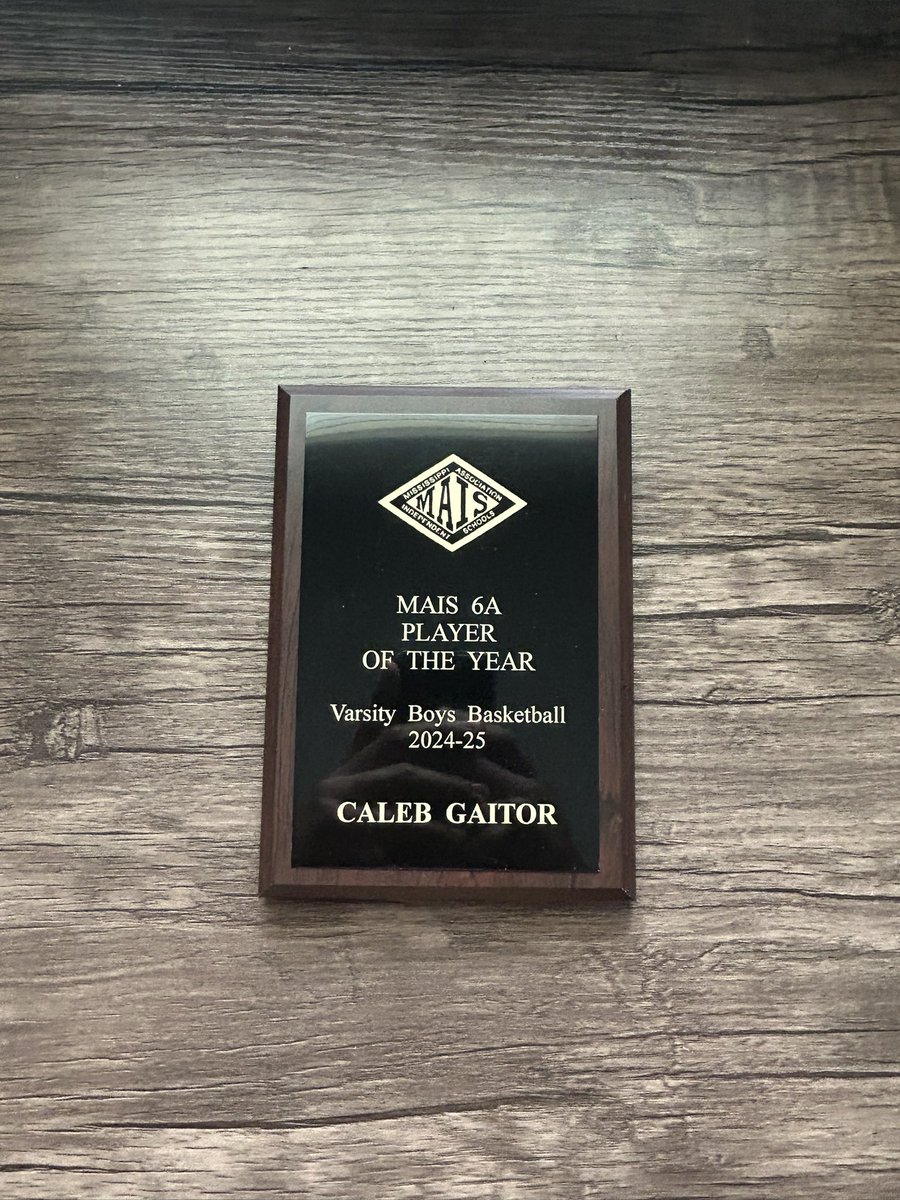 MISSISSIPPI ASSOCIATION
MAIS
INDEPENDENT SCHOOLS
MAIS 6A
PLAYER
OF THE YEAR
Varsity Boys Basketball
2024-25
CALEB GAITOR